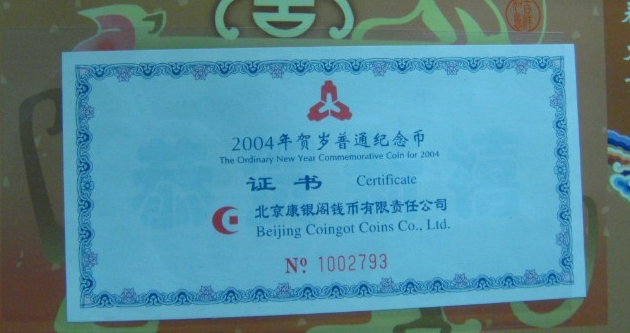 2004年贺岁普通纪念币
The Ordinary New Year Commemorative Coin for 2004
证书 Certificate
北京康银阁钱币有限责任公司
Beijing Coingot Coins Co., Ltd.
Nº 1002793